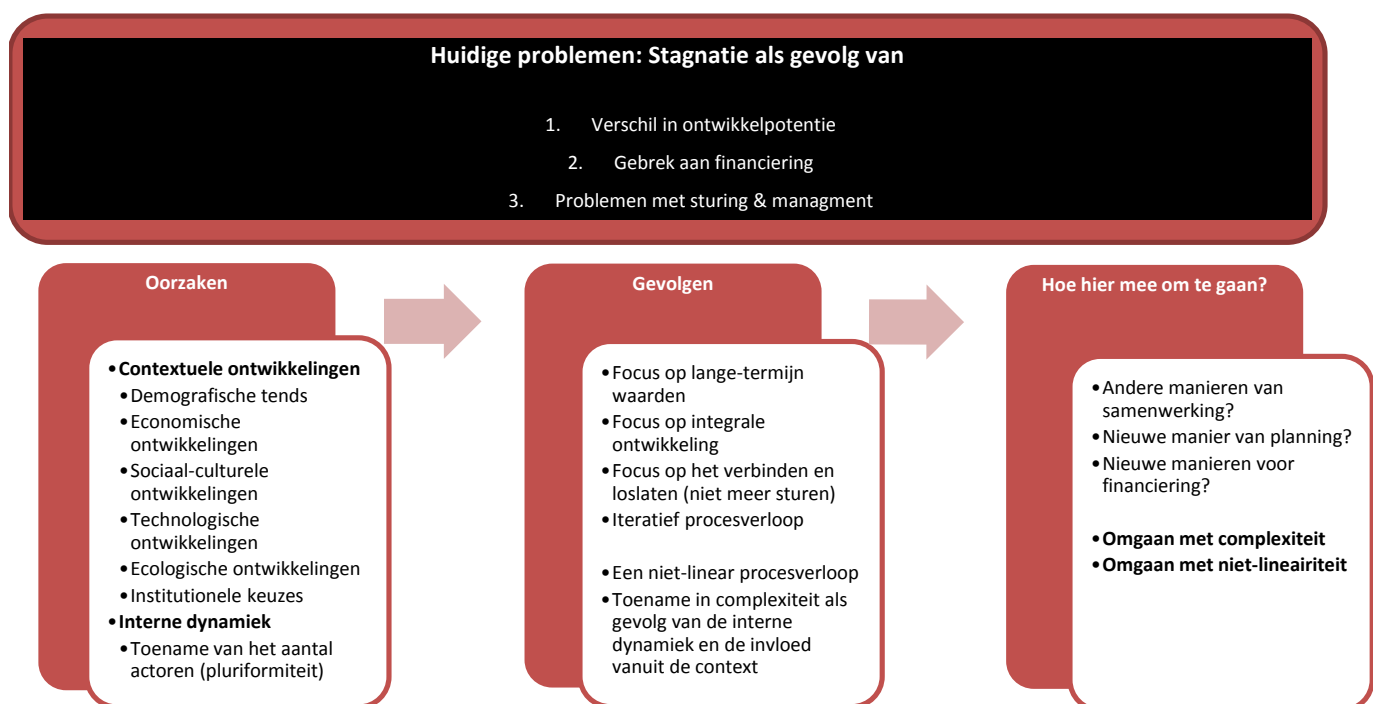 Huidige problemen: Stagnatie als gevolg van
1. Verschil in ontwikkelpotentie
2. Gebrek aan financiering
3. Problemen met sturing & managment
Oorzaken
•Contextuele ontwikkelingen
•Demografische tends
•Economische
ontwikkelingen
•Sociaal-culturele
ontwikkelingen
•Technologische
ontwikkelingen
•Ecologische ontwikkelingen
•Institutionele keuzes
•Interne dynamiek
•Toename van het aantal
actoren (pluriformiteit)
Gevolgen
•Focus op lange-termijn
waarden
•Focus op integrale
ontwikkeling
•Focus op het verbinden en
loslaten (niet meer sturen)
•Iteratief procesverloop
•Een niet-linear procesverloop
•Toename in complexiteit als
gevolg van de interne
dynamiek en de invloed
vanuit de context
Hoe hier mee om te gaan?
•Andere manieren van
samenwerking?
•Nieuwe manier van planning?
•Nieuwe manieren voor
financiering?
•Omgaan met complexiteit
•Omgaan met niet-lineairiteit